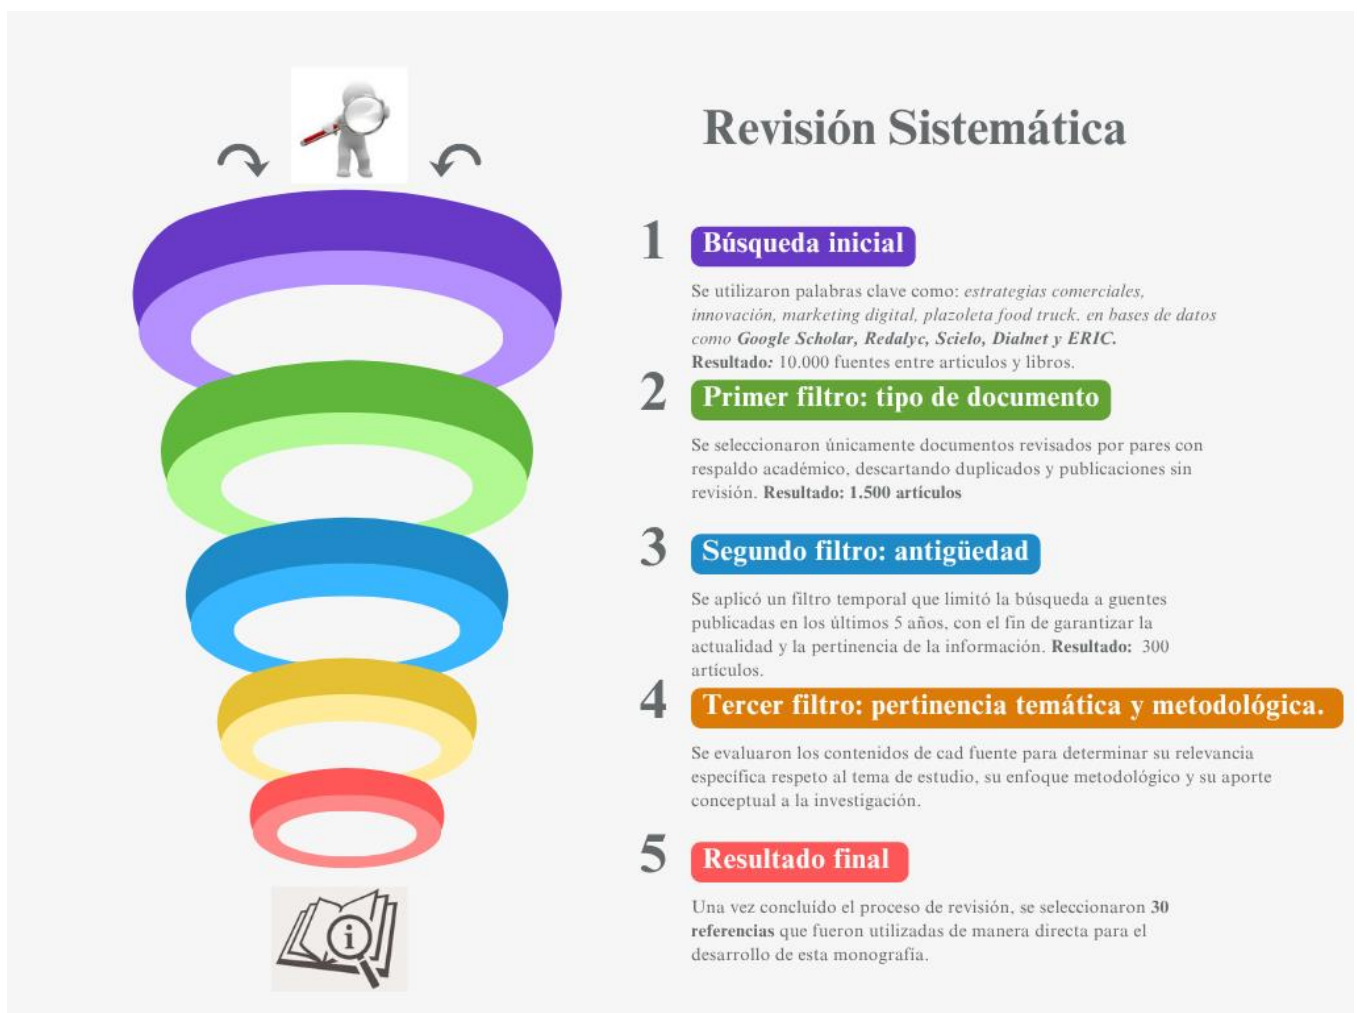 Revisión Sistemática
1
Búsqueda inicial
Se utilizaron palabras clave como: estrategias comerciales,
innovación, marketing digital, plazoleta food truck. en bases de datos
como Google Scholar, Redalyc, Scielo, Dialnet y ERIC.
Resultado: 10.000 fuentes entre articulos y libros.
2
Primer filtro: tipo de documento
Se seleccionaron únicamente documentos revisados por pares con
respaldo académico, descartando duplicados y publicaciones sin
revisión. Resultado: 1.500 artículos
3
Segundo filtro: antigüedad
Se aplicó un filtro temporal que limitó la búsqueda a guentes
publicadas en los últimos 5 años, con el fin de garantizar la
actualidad y la pertinencia de la información. Resultado: 300
artículos.
4
Tercer filtro: pertinencia temática y metodológica.
Se evaluaron los contenidos de cad fuente para determinar su relevancia
específica respeto al tema de estudio, su enfoque metodológico y su aporte
conceptual a la investigación.
5
Resultado final
Una vez concluído el proceso de revisión, se seleccionaron 30
referencias que fueron utilizadas de manera directa para el
desarrollo de esta monografía.
i